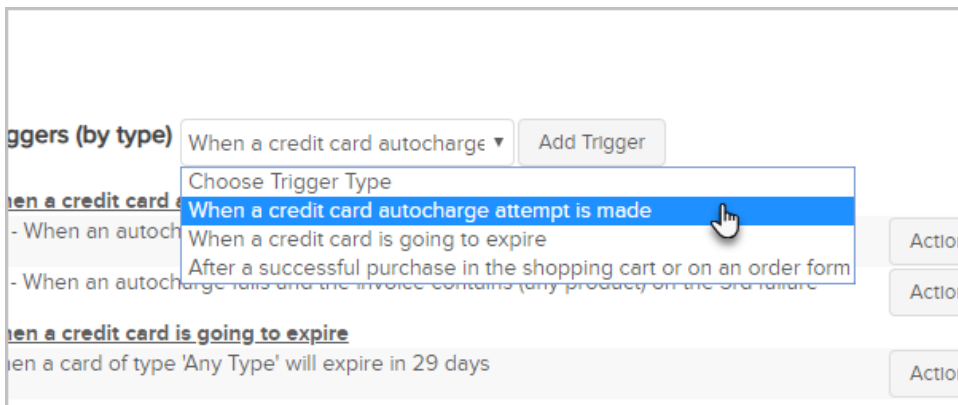 ggers (by type) When a credit card autocharge Add Trigger
Choose Trigger Type
hen a credit card a
When a credit card autocharge attempt is made
- When an autoch
When a credit card is going to expire
Actio
After a successful purchase in the shopping cart or on an order form
- When an autocharge fails and the invoice contains (any product) on the 3rd failure
Actio
hen a credit card is going to expire
hen a card of type 'Any Type' will expire in 29 days
Actio